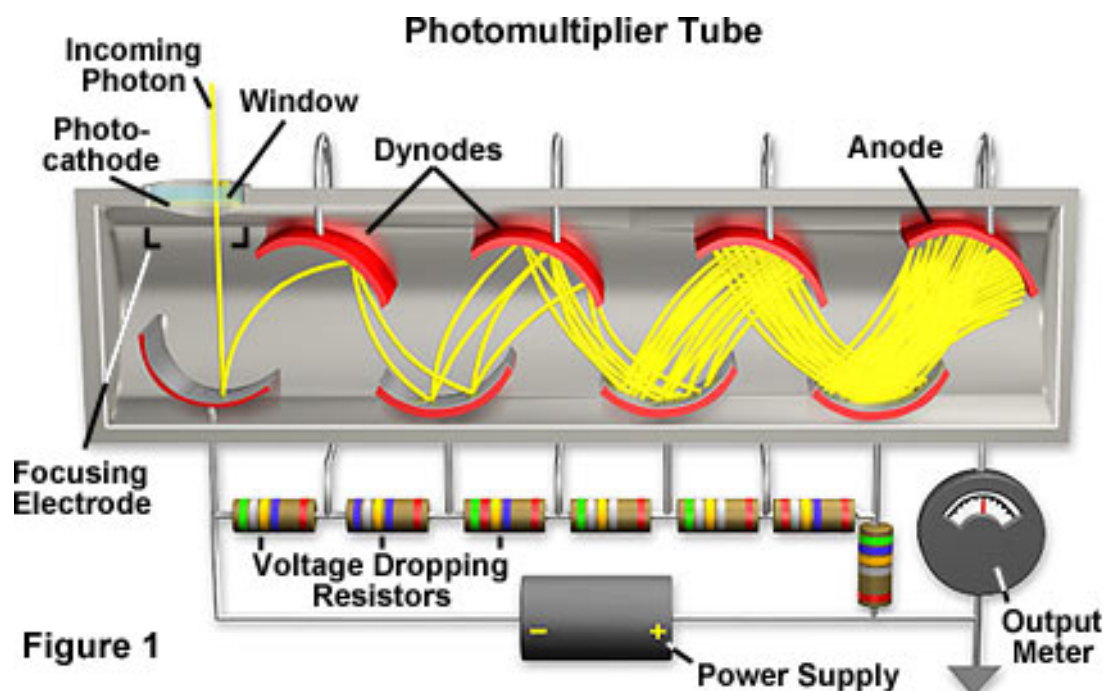 Photomultiplier Tube
Incoming
Photon
Window
Photo-
cathode
Dynodes
Anode
Focusing
Electrode
Voltage Dropping
Resistors
Output
Meter
Figure 1
−
+
Power Supply